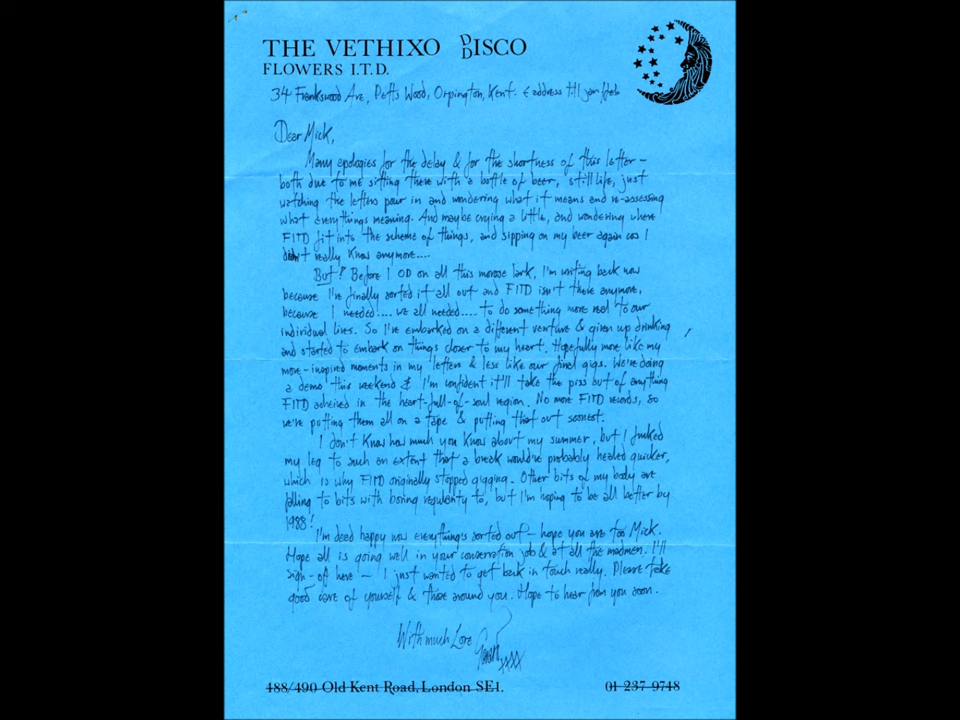 THE VETHIXO DISCO
FLOWERS I.T.D.
34 Frankswood Ave, Petts Wood, Orpington, Kent. address till Jan/Feb
Dear Mick,
Many apologies for the delay & for the shortness of this letter –
both due to me sitting there with a bottle of beer, still life, just
watching the letters pour in and wondering what it means and re-assessing
what everythings meaning. And maybe crying a little, and wondering where
FITD fit into the scheme of things, and sipping on my beer again cos I
didn't really know anymore....
But! Before I OD on all this morose lark, I'm writing back now
because I've finally sorted it all out and FITD isn't there anymore,
because I needed.... we all needed.... to do something more real to our
individual lives. So I've embarked on a different venture & given up drinking
and started to embark on things closer to my heart. Hopefully more like my
more-inspired moments in my letters & less like our final gigs. We're doing
a demo this weekend & I'm confident it'll take the piss out of anything
FITD acheived in the heart-full-of-soul region. No more FITD records, so
we're putting them all on a tape & putting that out soonest.
I don't know how much you know about my summer, but I fucked
my leg to such an extent that a break would've probably healed quicker,
which is why FITD originally stopped gigging. Other bits of my body are
falling to bits with boring regularity to, but I'm hoping to be all better by
1988!
I'm deed happy now everything's sorted out – hope you are too Mick.
Hope all is going well in your conservation job & at all the madmen. I'll
sign-off here – I just wanted to get back in touch really. Please take
good care of yourself & those around you. Hope to hear from you soon.
With much Love
xxxx
488/490 Old Kent Road, London SE1.
01-237-9748